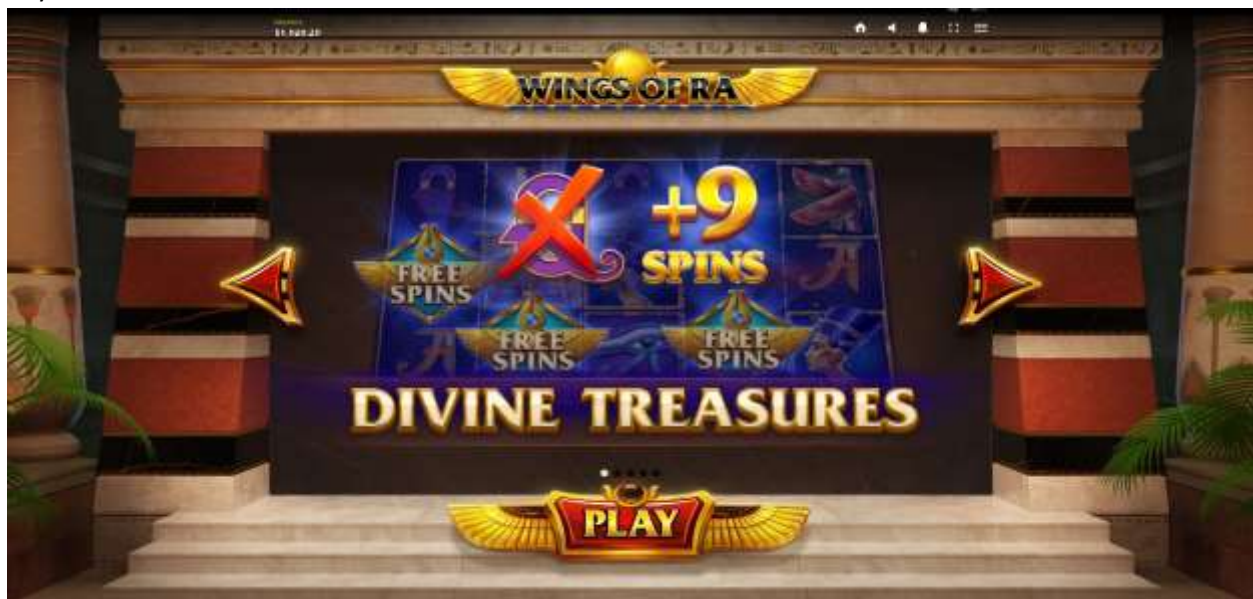 WINGS OF RA
+9
SPINS
FREE
SPINS
FREE
SPINS
FREE
SPINS
DIVINE TREASURES
PLAY